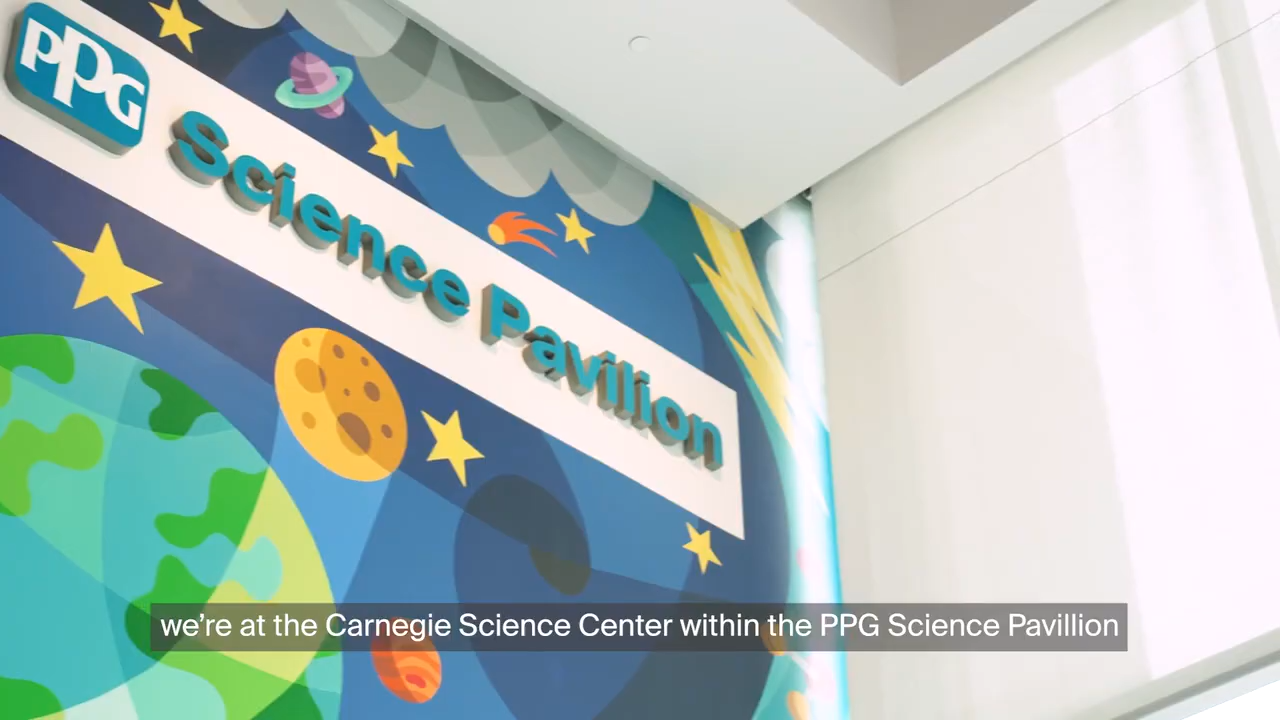 PPG
Science Pavilion
we're at the Carnegie Science Center within the PPG Science Pavillion